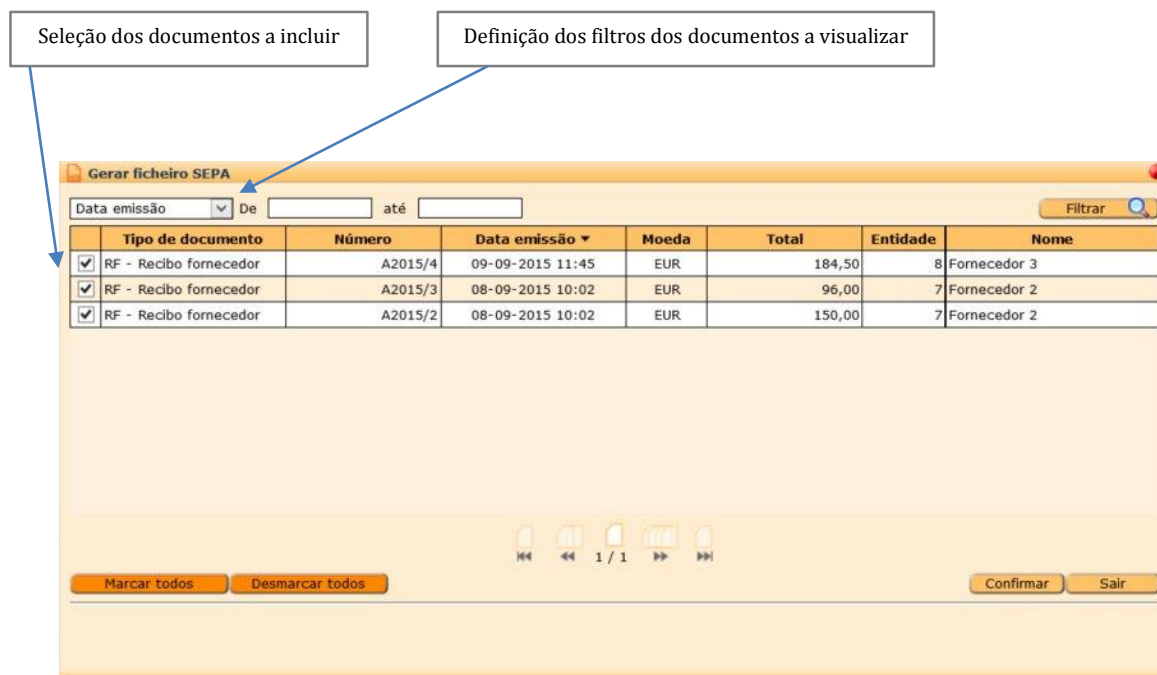 Seleção dos documentos a incluir
Definição dos filtros dos documentos a visualizar
Gerar ficheiro SEPA
Data emissão De até Filtrar
Tipo de documento Número Data emissão ▼ Moeda Total Entidade Nome
RF - Recibo fornecedor A2015/4 09-09-2015 11:45 EUR 184,50 8 Fornecedor 3
RF - Recibo fornecedor A2015/3 08-09-2015 10:02 EUR 96,00 7 Fornecedor 2
RF - Recibo fornecedor A2015/2 08-09-2015 10:02 EUR 150,00 7 Fornecedor 2
1 / 1
Marcar todos Desmarcar todos Confirmar Sair